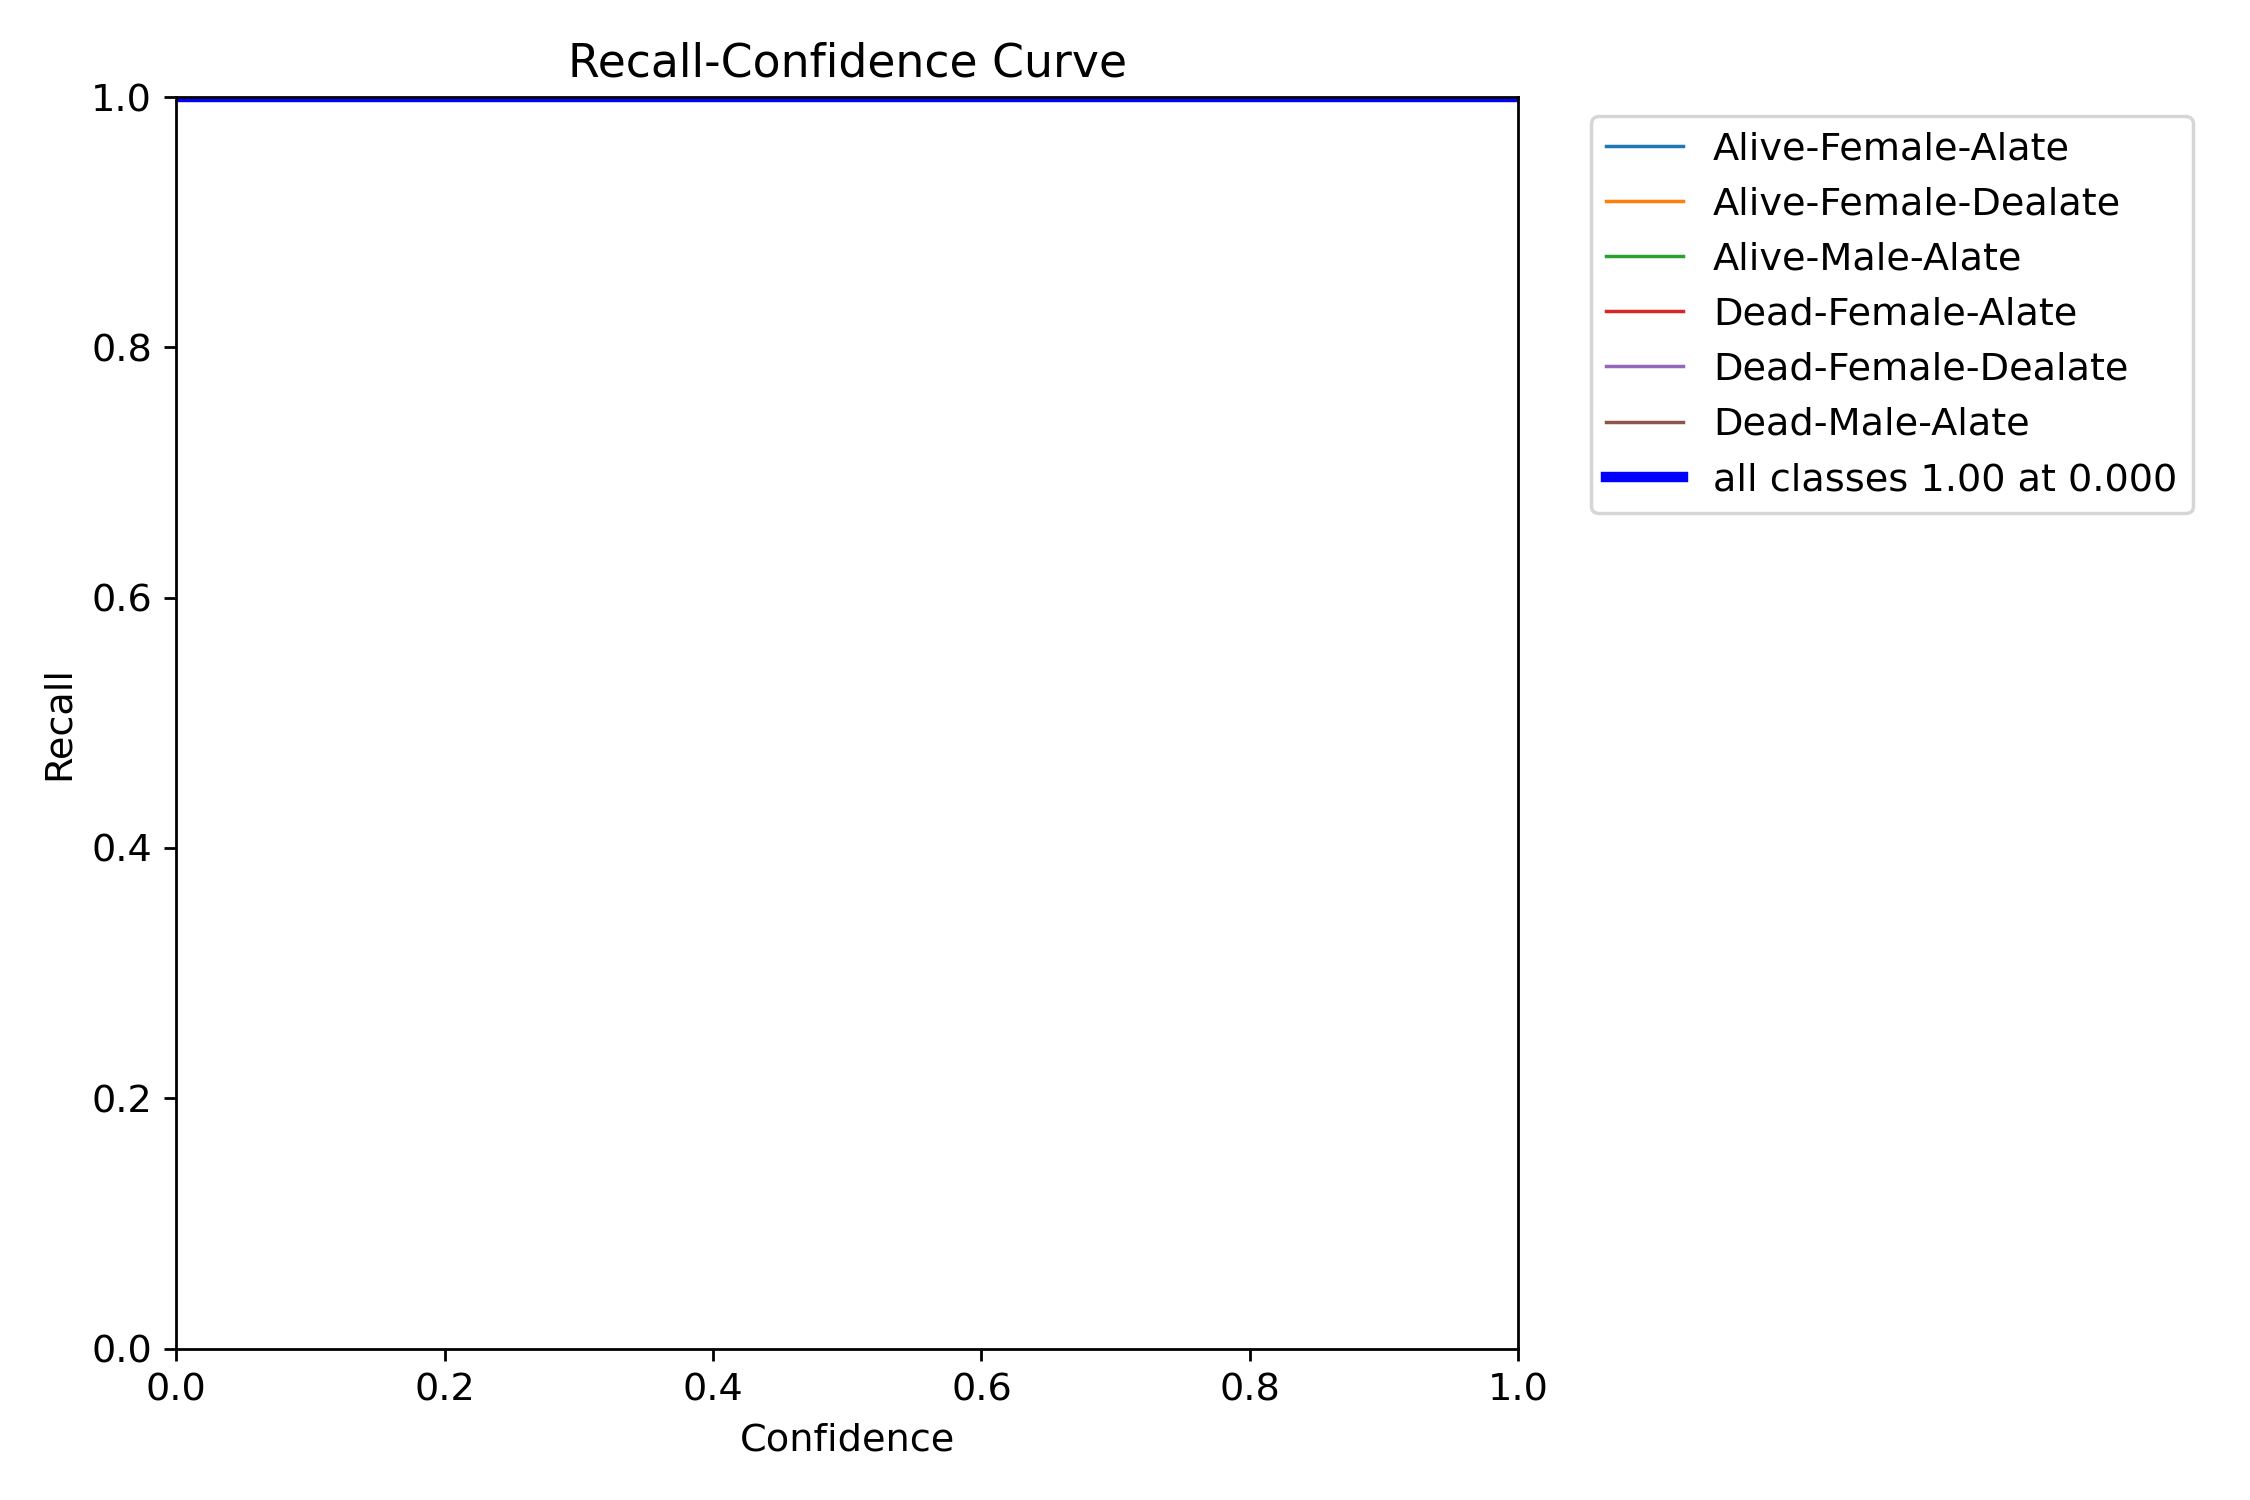 Recall-Confidence Curve
1.0
0.8
0.6
0.4
0.2
0.0
Recall
0.0 0.2 0.4 0.6 0.8 1.0
Confidence
Alive-Female-Alate
Alive-Female-Dealate
Alive-Male-Alate
Dead-Female-Alate
Dead-Female-Dealate
Dead-Male-Alate
all classes 1.00 at 0.000